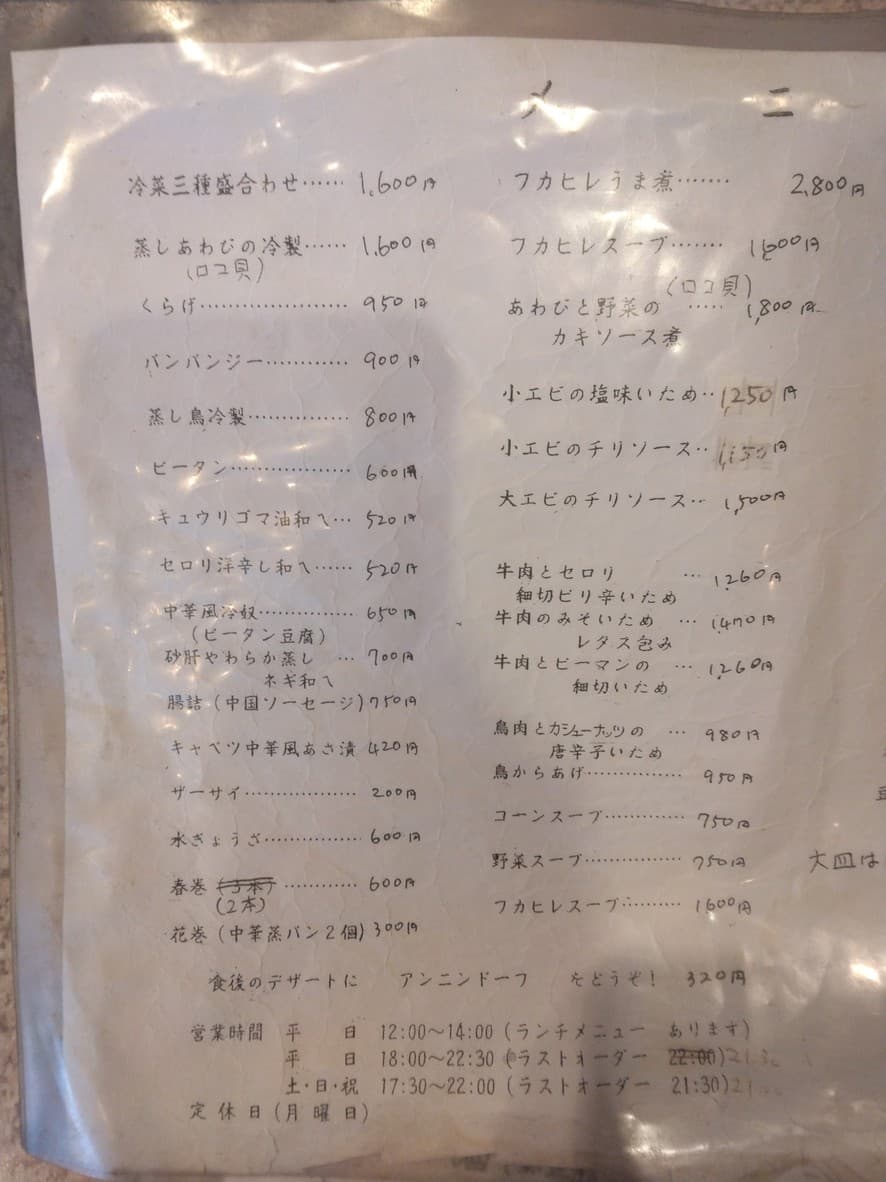 メニ
冷菜三種盛合わせ…… 1,600円
蒸しあわびの冷製…… 1,600円
(ロコ貝)
くらげ………………… 950円
バンバンジー………… 900円
蒸し鳥冷製…………… 800円
ピータン……………… 600円
キュウリゴマ油和へ… 520円
セロリ洋辛し和へ…… 520円
中華風冷奴…………… 650円
(ピータン豆腐)
砂肝やわらか蒸し … 700円
ネギ和へ
腸詰(中国ソーセージ)750円
キャベツ中華風あさ漬 420円
ザーサイ……………… 200円
水ぎょうざ…………… 600円
春巻(3本)………… 600円
(2本)
花巻(中華蒸パン2個)300円
フカヒレうま煮…… 2,800円
フカヒレスープ…… 1,600円
(ロコ貝)
あわびと野菜の …… 1,800円
カキソース煮
小エビの塩味いため‥ 1,250円
小エビのチリソース‥ 1,150円
大エビのチリソース‥ 1,500円
牛肉とセロリ … 1,260円
細切ピリ辛いため
牛肉のみそいため … 1,470円
レタス包み
牛肉とピーマンの … 1,260円
細切いため
鳥肉とカシューナッツの … 980円
唐辛子いため
鳥からあげ…………… 950円
コーンスープ………… 750円
野菜スープ…………… 750円
フカヒレスープ……… 1600円
大皿は
食後のデザートに アンニンドーフ をどうぞ! 320円
営業時間 平 日 12:00〜14:00(ランチメニュー あります)
平 日 18:00〜22:30(ラストオーダー 22:00)
土・日・祝 17:30〜22:00(ラストオーダー 21:30)
定休日(月曜日)